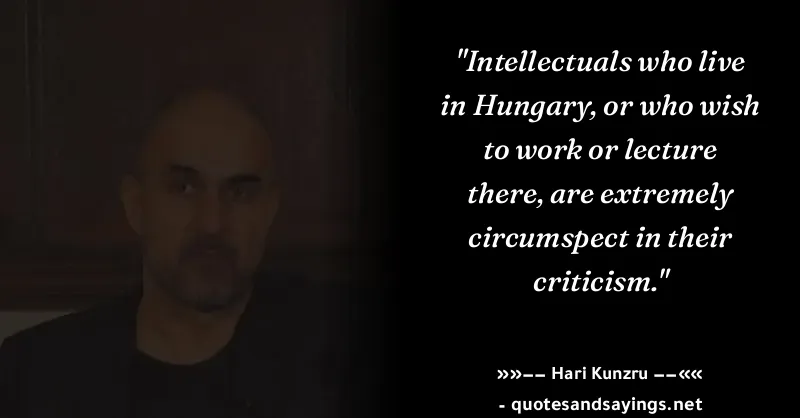 "Intellectuals who live
in Hungary, or who wish
to work or lecture
there, are extremely
circumspect in their
criticism."
»»−− Hari Kunzru −−««
- quotesandsayings.net